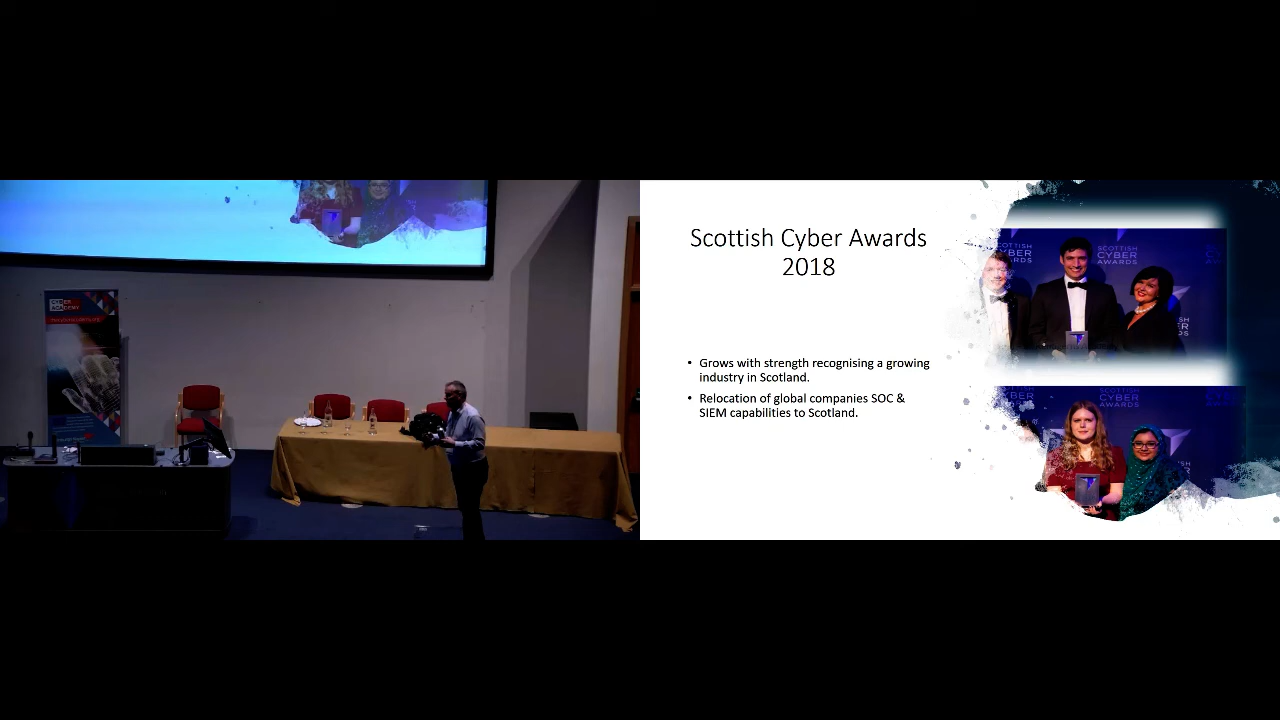 Scottish Cyber Awards
2018
• Grows with strength recognising a growing
industry in Scotland.
• Relocation of global companies SOC &
SIEM capabilities to Scotland.
SCOTTISH
CYBER
AWARDS
SCOTTISH
CYBER
AWARDS